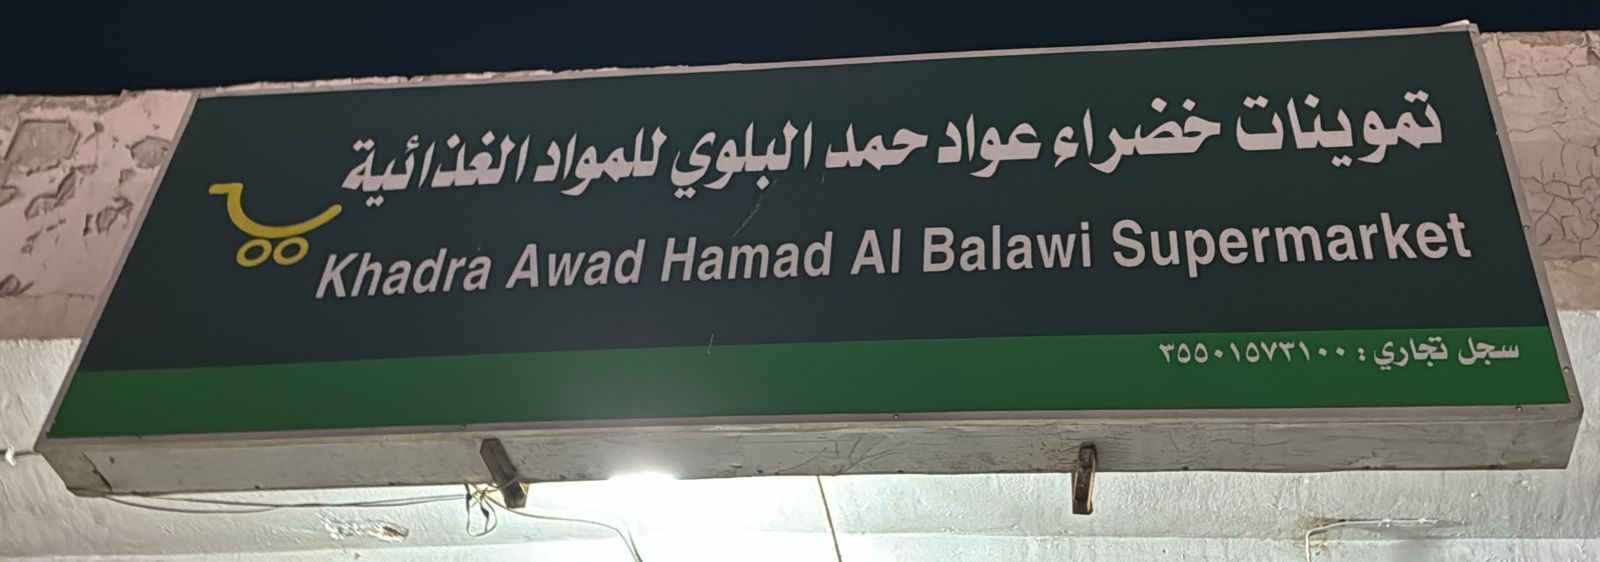 تموينات خضراء عواد حمد البلوي للمواد الغذائية
Khadra Awad Hamad Al Balawi Supermarket
سجل تجاري : ٣٥٥٠١٥٧٣١٠٠